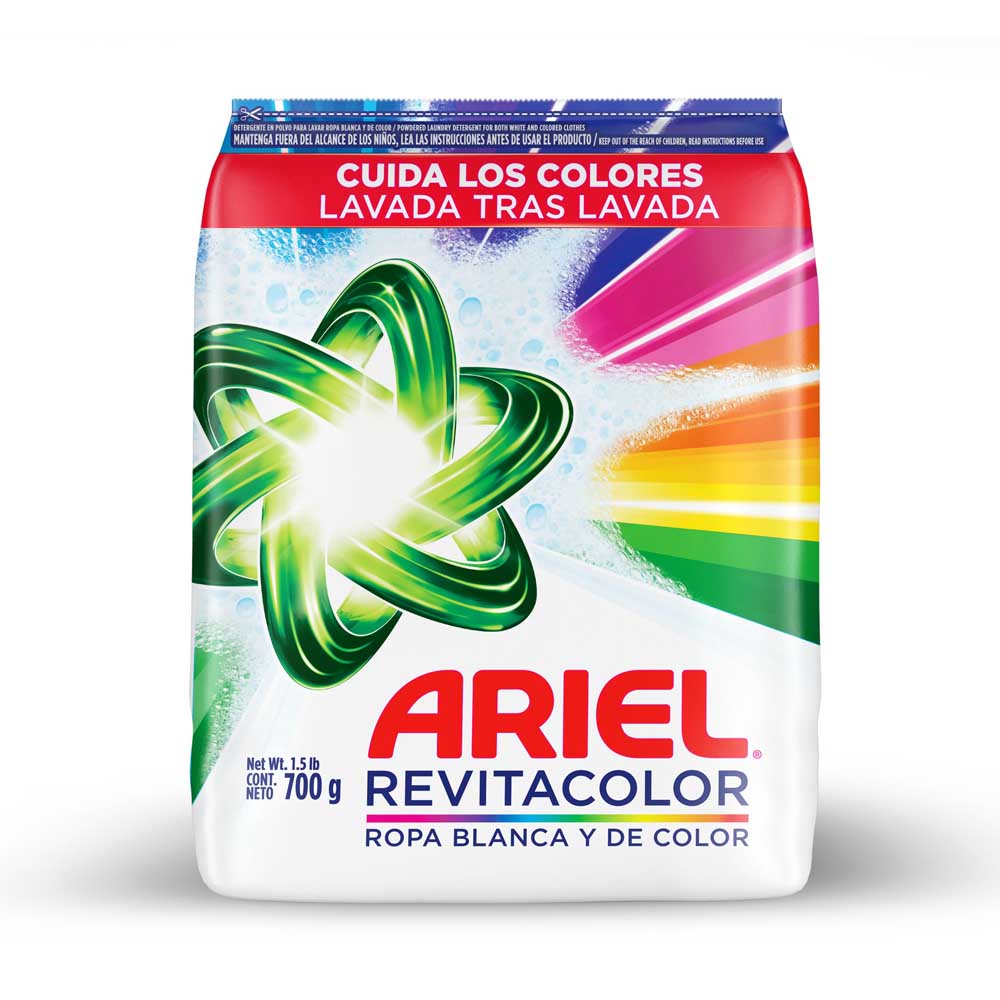 DETERGENTE EN POLVO PARA LAVAR ROPA BLANCA Y DE COLOR / POWDERED LAUNDRY DETERGENT FOR BOTH WHITE AND COLORED CLOTHES
MANTENGA FUERA DEL ALCANCE DE LOS NIÑOS, LEA LAS INSTRUCCIONES ANTES DE USAR EL PRODUCTO / KEEP OUT OF THE REACH OF CHILDREN, READ INSTRUCTIONS BEFORE USE
CUIDA LOS COLORES
LAVADA TRAS LAVADA
ARIEL®
Net Wt. 1.5 lb
CONT. NETO 700 g
REVITACOLOR
ROPA BLANCA Y DE COLOR